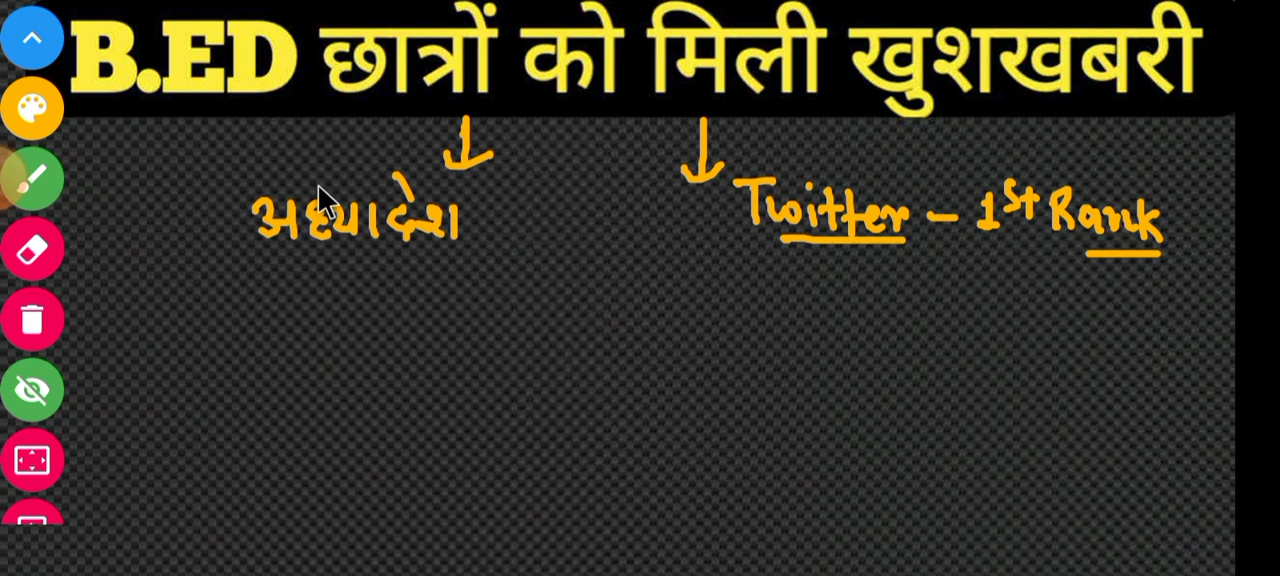 B.ED छात्रों को मिली खुशखबरी
अध्यादेश Twitter - 1st Rank